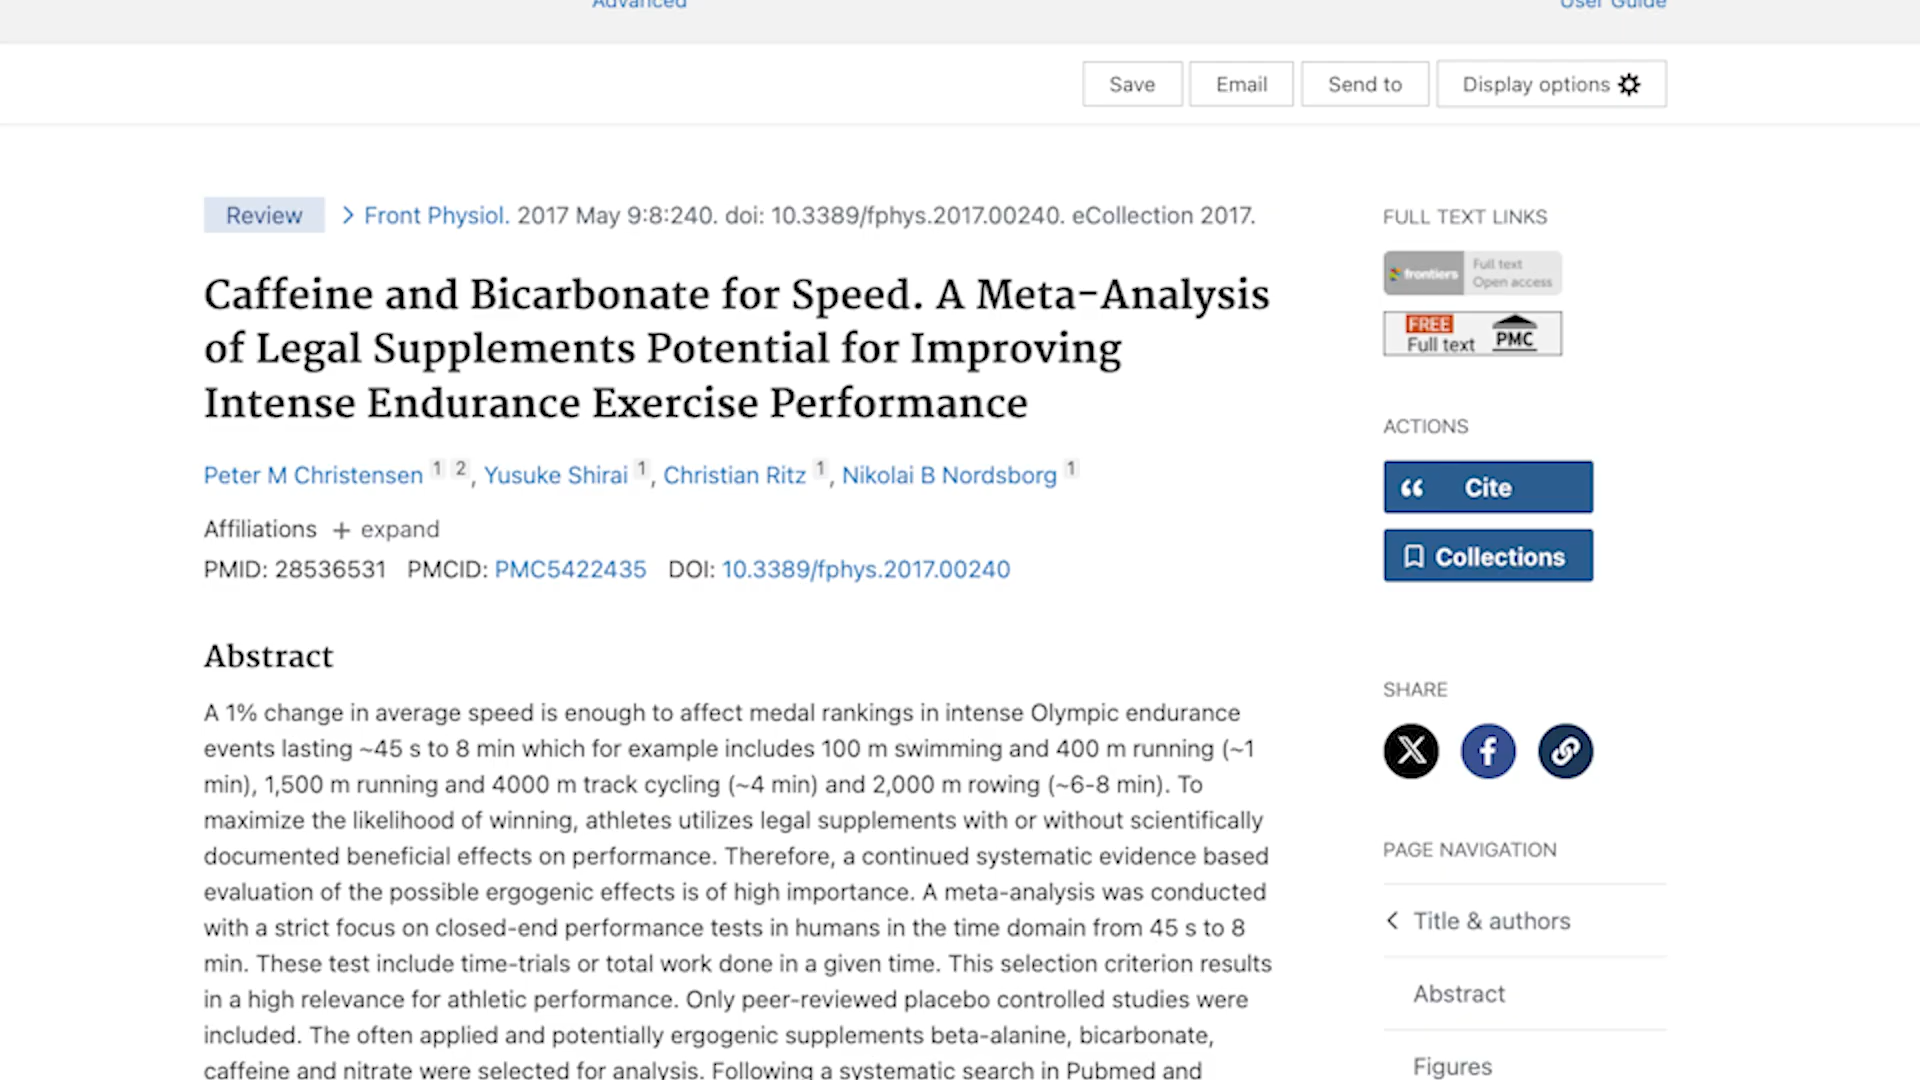 Advanced
User Guide
Save
Email
Send to
Display options
Review
Front Physiol. 2017 May 9:8:240. doi: 10.3389/fphys.2017.00240. eCollection 2017.
Caffeine and Bicarbonate for Speed. A Meta-Analysis
of Legal Supplements Potential for Improving
Intense Endurance Exercise Performance
Peter M Christensen 1 2, Yusuke Shirai 1, Christian Ritz 1, Nikolai B Nordsborg 1
Affiliations + expand
PMID: 28536531 PMCID: PMC5422435 DOI: 10.3389/fphys.2017.00240
Abstract
A 1% change in average speed is enough to affect medal rankings in intense Olympic endurance
events lasting ~45 s to 8 min which for example includes 100 m swimming and 400 m running (~1
min), 1,500 m running and 4000 m track cycling (~4 min) and 2,000 m rowing (~6-8 min). To
maximize the likelihood of winning, athletes utilizes legal supplements with or without scientifically
documented beneficial effects on performance. Therefore, a continued systematic evidence based
evaluation of the possible ergogenic effects is of high importance. A meta-analysis was conducted
with a strict focus on closed-end performance tests in humans in the time domain from 45 s to 8
min. These test include time-trials or total work done in a given time. This selection criterion results
in a high relevance for athletic performance. Only peer-reviewed placebo controlled studies were
included. The often applied and potentially ergogenic supplements beta-alanine, bicarbonate,
caffeine and nitrate were selected for analysis. Following a systematic search in Pubmed and
FULL TEXT LINKS
frontiers
Full text
Open access
FREE
Full text
PMC
ACTIONS
Cite
Collections
SHARE
PAGE NAVIGATION
Title & authors
Abstract
Figures